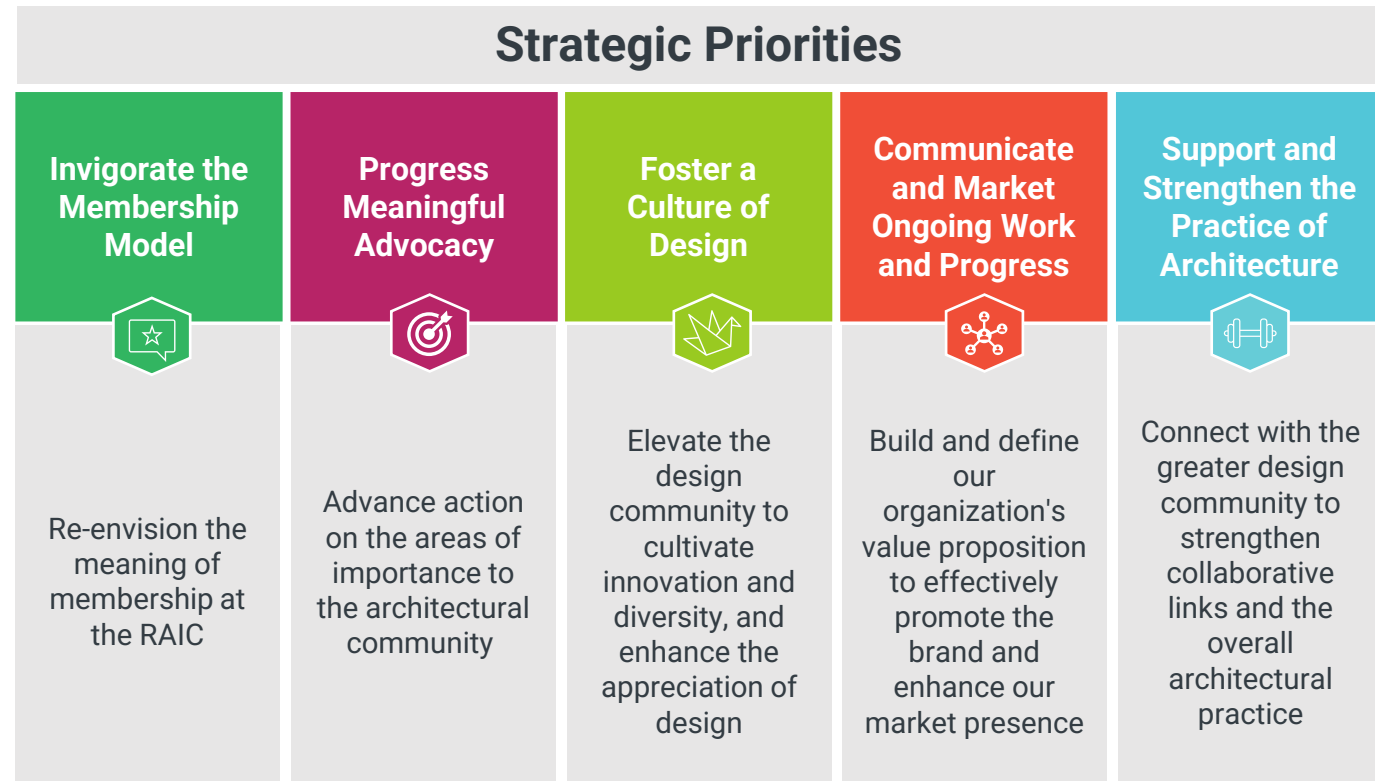 Strategic Priorities
Invigorate the
Membership
Model
Re-envision the
meaning of
membership at
the RAIC
Progress
Meaningful
Advocacy
Advance action
on the areas of
importance to
the architectural
community
Foster a
Culture of
Design
Elevate the
design
community to
cultivate
innovation and
diversity, and
enhance the
appreciation of
design
Communicate
and Market
Ongoing Work
and Progress
Build and define
our
organization's
value proposition
to effectively
promote the
brand and
enhance our
market presence
Support and
Strengthen the
Practice of
Architecture
Connect with the
greater design
community to
strengthen
collaborative
links and the
overall
architectural
practice